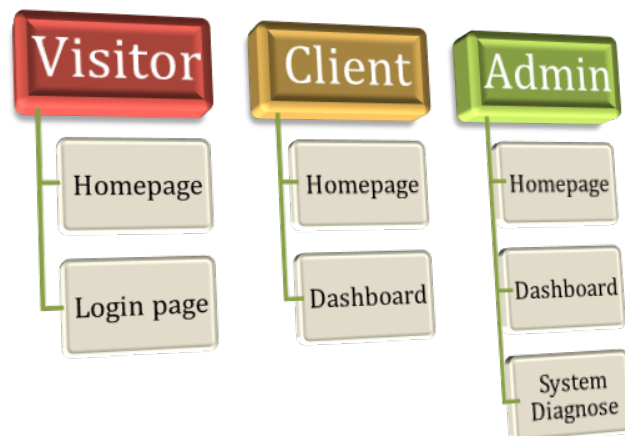 Visitor
Homepage
Login page
Client
Homepage
Dashboard
Admin
Homepage
Dashboard
System
Diagnose